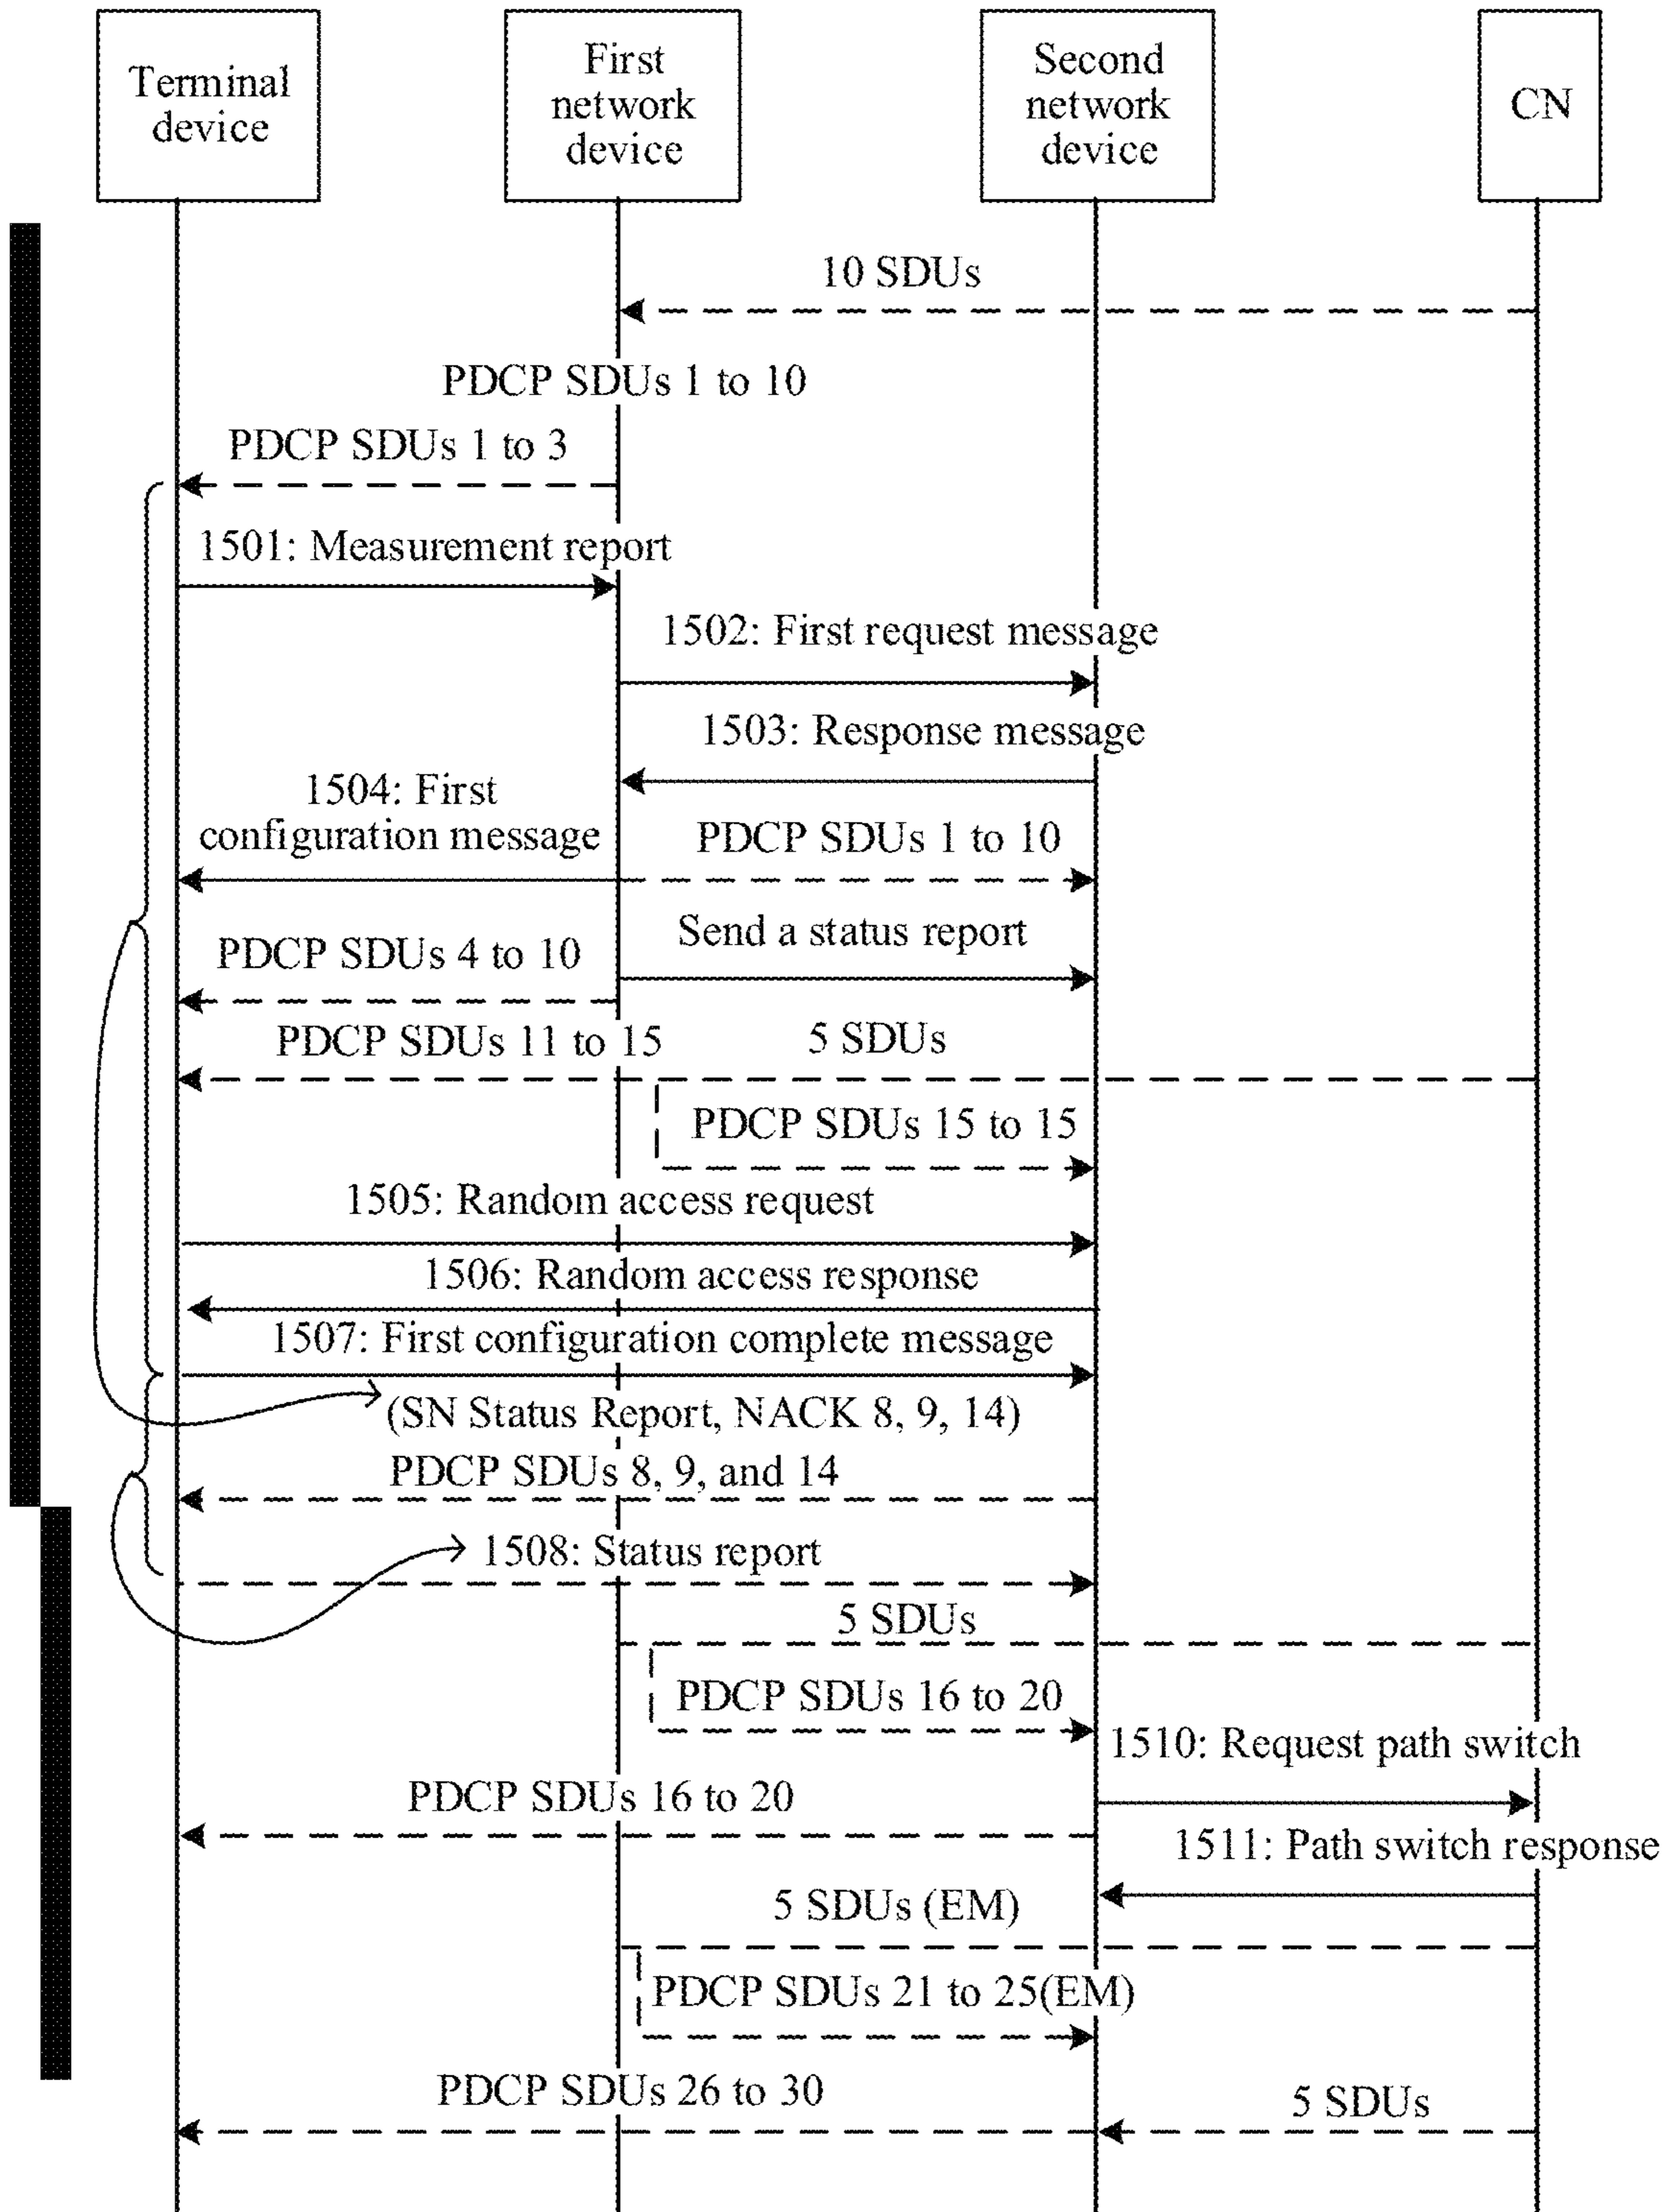 Terminal
device
First
network
device
Second
network
device
CN
10 SDUs
PDCP SDUs 1 to 10
PDCP SDUs 1 to 3
1501: Measurement report
1502: First request message
1503: Response message
1504: First
configuration message
PDCP SDUs 1 to 10
Send a status report
PDCP SDUs 4 to 10
PDCP SDUs 11 to 15
5 SDUs
PDCP SDUs 15 to 15
1505: Random access request
1506: Random access response
1507: First configuration complete message
(SN Status Report, NACK 8, 9, 14)
PDCP SDUs 8, 9, and 14
1508: Status report
5 SDUs
PDCP SDUs 16 to 20
1510: Request path switch
PDCP SDUs 16 to 20
1511: Path switch response
5 SDUs (EM)
PDCP SDUs 21 to 25(EM)
PDCP SDUs 26 to 30
5 SDUs